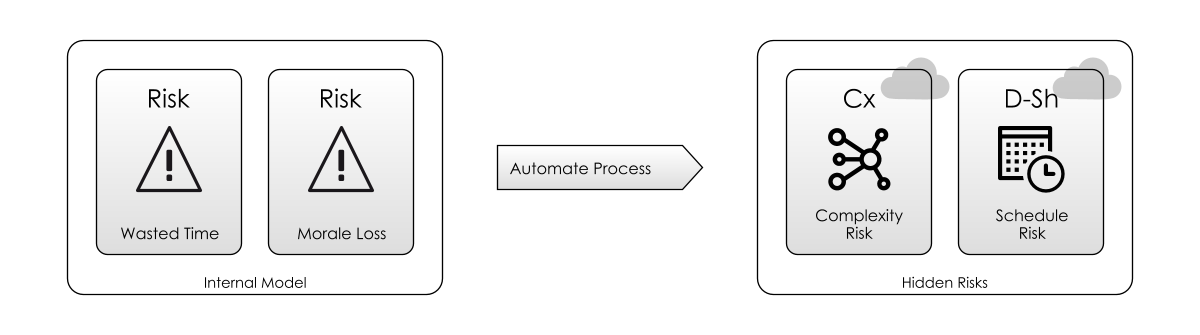 Risk
Wasted Time
Risk
Morale Loss
Internal Model
Automate Process
Cx
Complexity
Risk
D-Sh
Schedule
Risk
Hidden Risks